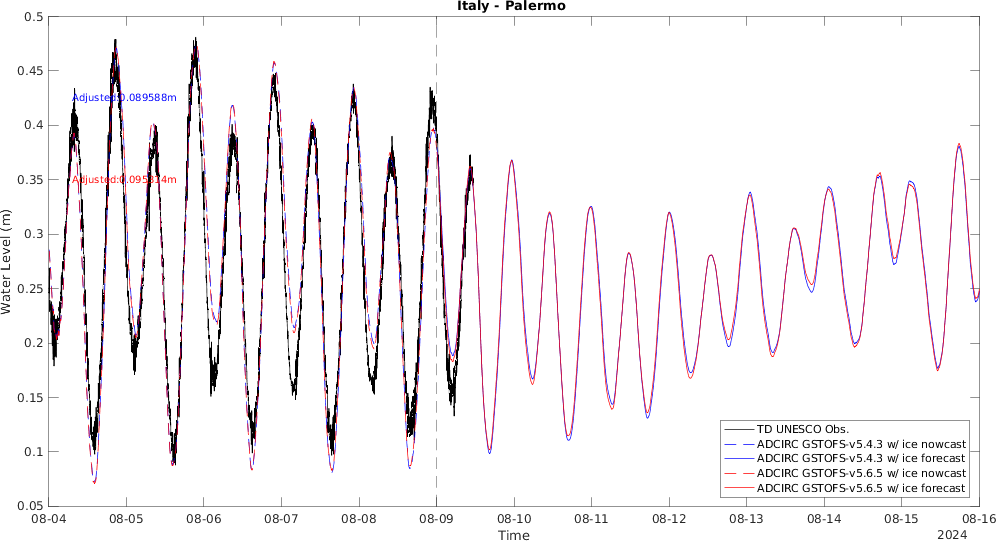 Italy - Palermo
0.5
0.45
0.4
0.35
0.3
0.25
0.2
0.15
0.1
0.05
Water Level (m)
Adjusted:0.089588m
TD UNESCO Obs.
ADCIRC GSTOFS-v5.4.3 w/ ice nowcast
ADCIRC GSTOFS-v5.4.3 w/ ice forecast
ADCIRC GSTOFS-v5.6.5 w/ ice nowcast
ADCIRC GSTOFS-v5.6.5 w/ ice forecast
08-04 08-05 08-06 08-07 08-08 08-09 08-10 08-11 08-12 08-13 08-14 08-15 08-16
Time
2024